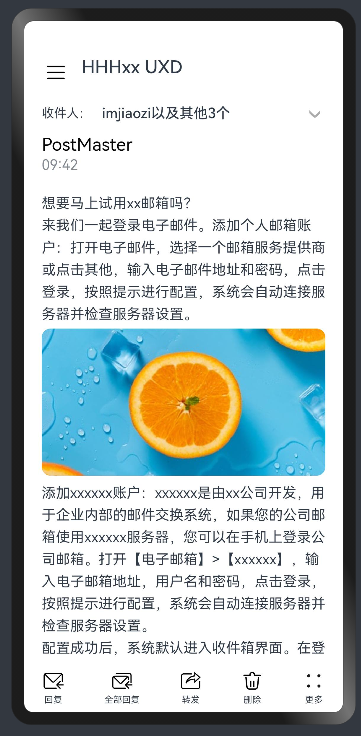 HHHxx UXD
收件人： imjiaozi以及其他3个
PostMaster
09:42
想要马上试用xx邮箱吗？
来我们一起登录电子邮件。添加个人邮箱账
户：打开电子邮件，选择一个邮箱服务提供商
或点击其他，输入电子邮件地址和密码，点击
登录，按照提示进行配置，系统会自动连接服
务器并检查服务器设置。
添加xxxxxx账户：xxxxxx是由xx公司开发，用
于企业内部的邮件交换系统，如果您的公司邮
箱使用xxxxxx服务器，您可以在手机上登录公
司邮箱。打开【电子邮箱】>【xxxxxx】，输
入电子邮箱地址，用户名和密码，点击登录，
按照提示进行配置，系统会自动连接服务器并
检查服务器设置。
配置成功后，系统默认进入收件箱界面。在登
回复 全部回复 转发 删除 更多